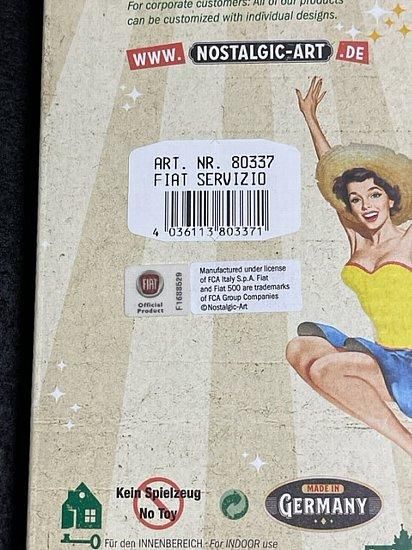 For corporate customers: All of our products
can be customized with individual designs.
WWW. NOSTALGIC-ART .DE
ART. NR. 80337
FIAT SERVIZIO
4 036113 803371
FIAT
Official
Product
F1688529
Manufactured under license
of FCA Italy S.p.A. Fiat
and Fiat 500 are trademarks
of FCA Group Companies
©Nostalgic-Art
Kein Spielzeug
No Toy
MADE IN
GERMANY
Für den INNENBEREICH - For INDOOR use